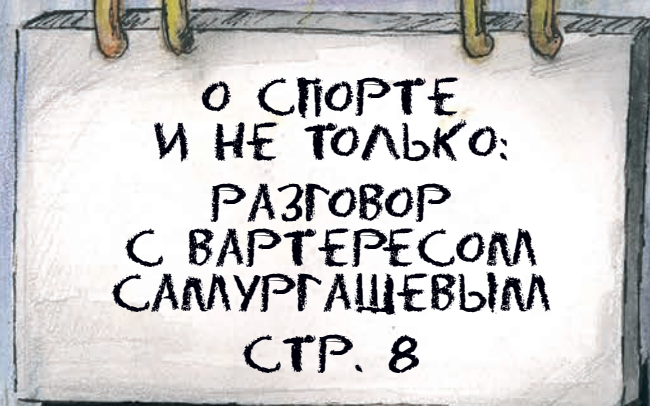 О СПОРТЕ
И НЕ ТОЛЬКО:
РАЗГОВОР
С ВАРТЕРЕСОМ
САМУРГАШЕВЫМ
СТР. 8